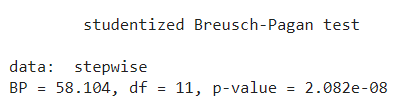 studentized Breusch-Pagan test
data:  stepwise
BP = 58.104, df = 11, p-value = 2.082e-08